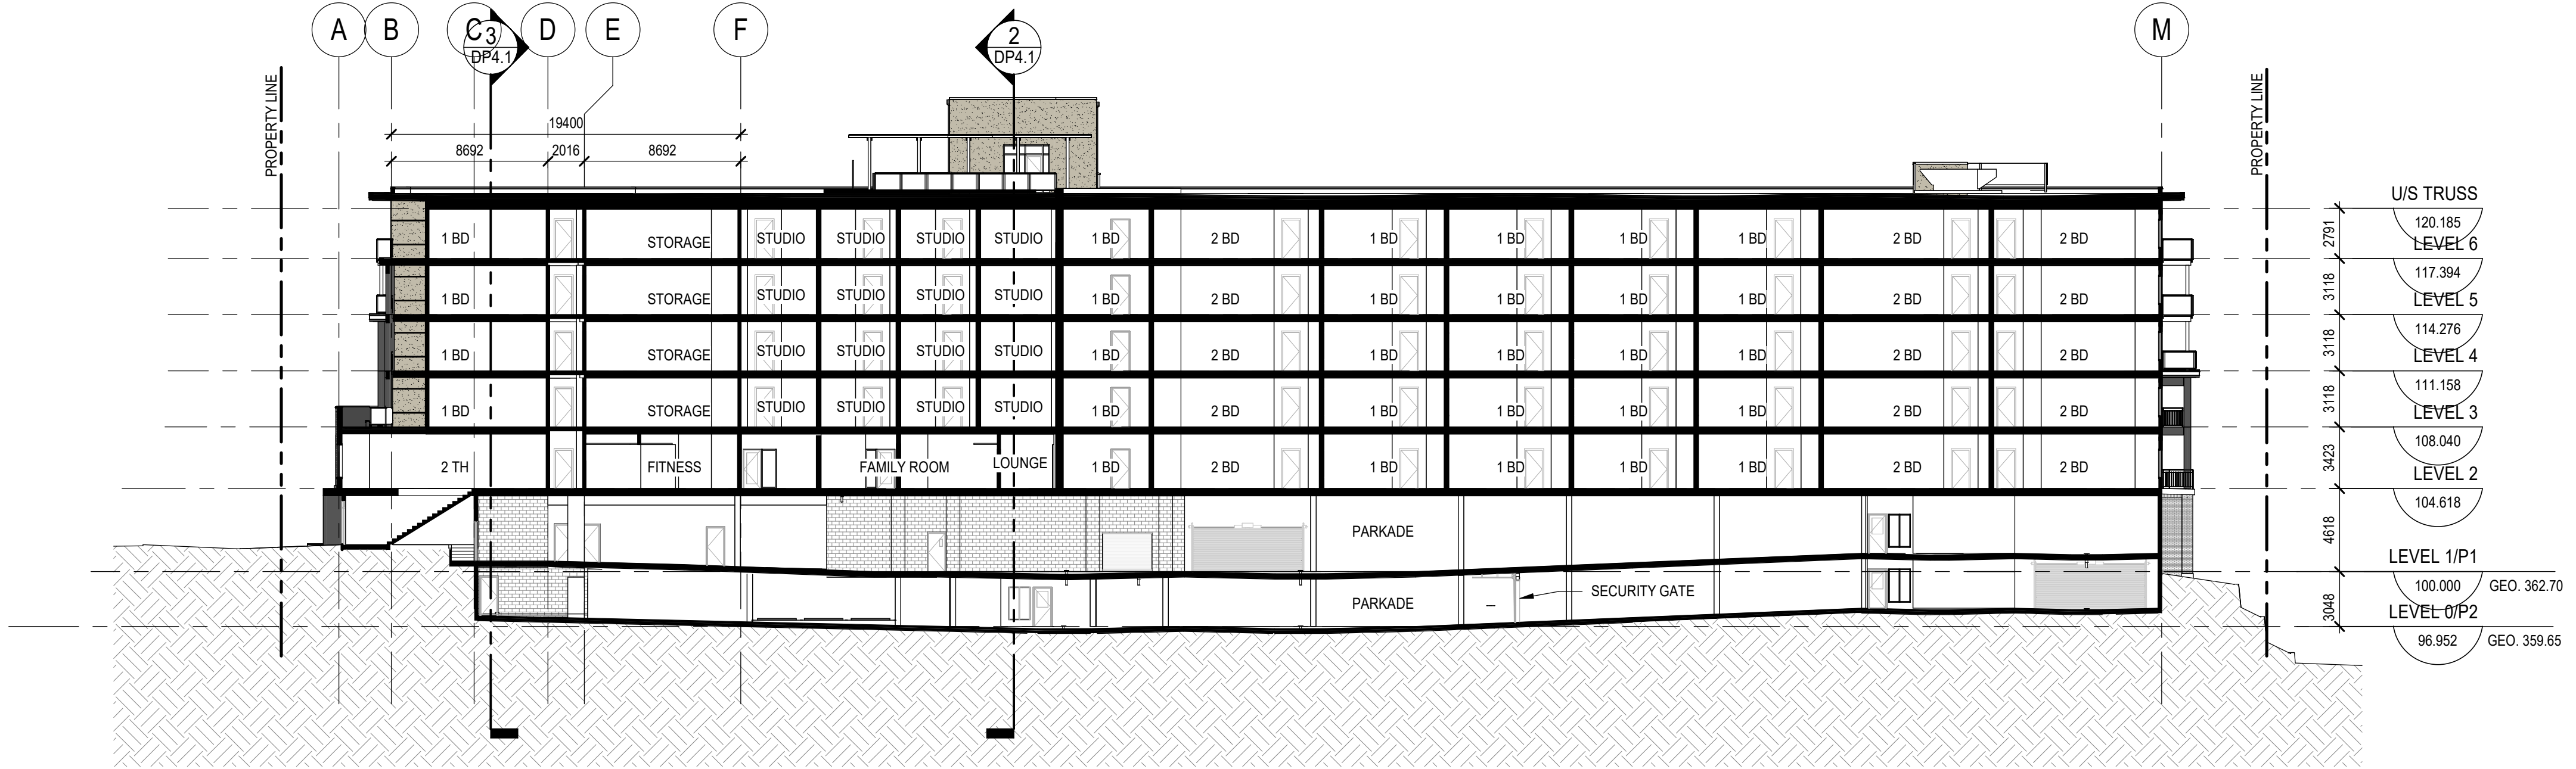 A B C D E F M
3
DP4.1
2
DP4.1
PROPERTY LINE
PROPERTY LINE
19400
8692 2016 8692
U/S TRUSS
120.185
2791
LEVEL 6
1 BD STORAGE STUDIO STUDIO STUDIO STUDIO 1 BD 2 BD 1 BD 1 BD 1 BD 1 BD 2 BD 2 BD
117.394
3118
LEVEL 5
1 BD STORAGE STUDIO STUDIO STUDIO STUDIO 1 BD 2 BD 1 BD 1 BD 1 BD 1 BD 2 BD 2 BD
114.276
3118
LEVEL 4
1 BD STORAGE STUDIO STUDIO STUDIO STUDIO 1 BD 2 BD 1 BD 1 BD 1 BD 1 BD 2 BD 2 BD
111.158
3118
LEVEL 3
1 BD STORAGE STUDIO STUDIO STUDIO STUDIO 1 BD 2 BD 1 BD 1 BD 1 BD 1 BD 2 BD 2 BD
108.040
3423
LEVEL 2
2 TH FITNESS FAMILY ROOM LOUNGE 1 BD 2 BD 1 BD 1 BD 1 BD 1 BD 2 BD 2 BD
104.618
4618
PARKADE
LEVEL 1/P1
100.000 GEO. 362.70
SECURITY GATE
PARKADE
3048
LEVEL 0/P2
96.952 GEO. 359.65